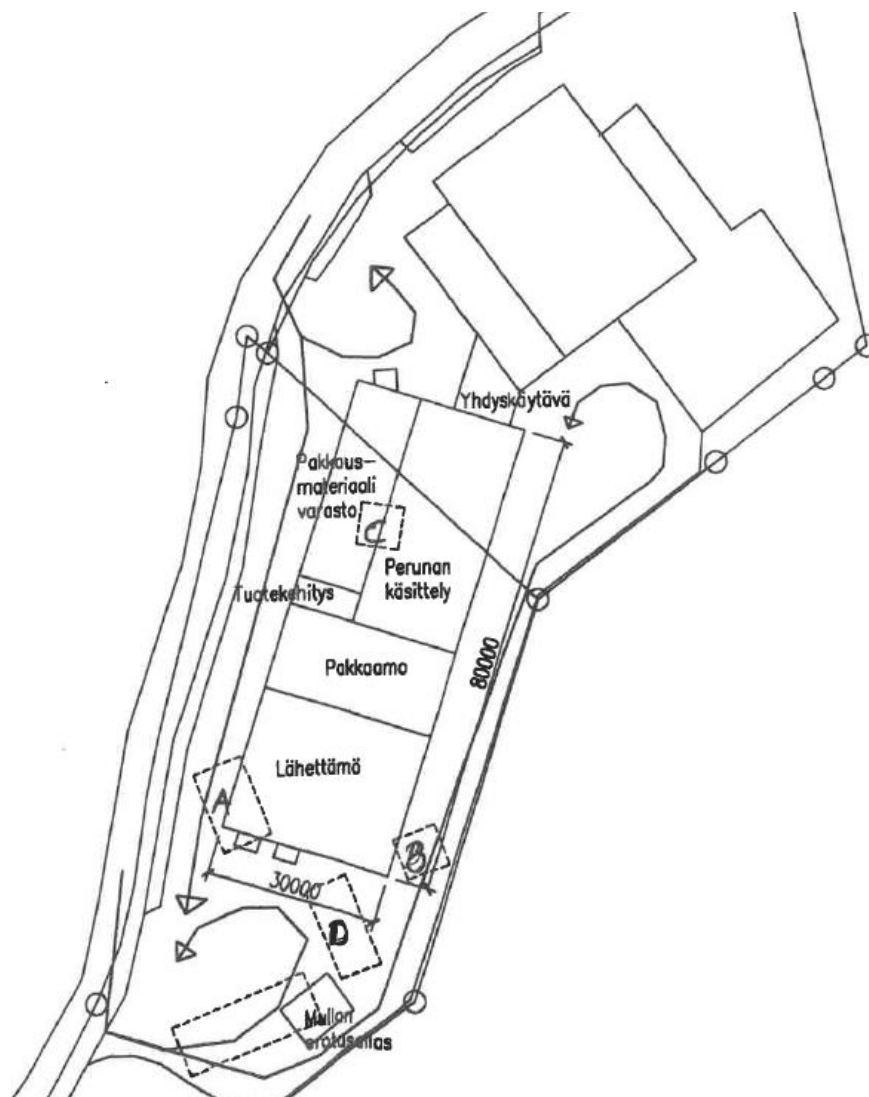 Yhdyskäytävä
Pakkaus-
materiaali
varasto
C
Perunan
käsittely
Tuotekehitys
80000
Pakkaamo
Lähettämö
A
B
30000
D
Mullan
erotusallas